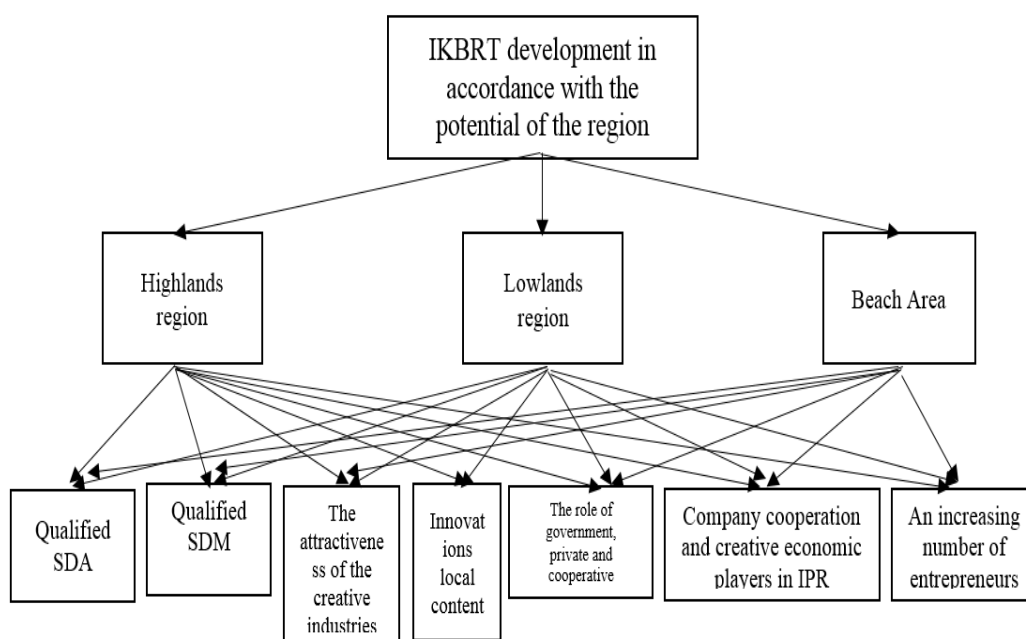 IKBRT development in
accordance with the
potential of the region
Highlands
region
Lowlands
region
Beach Area
Qualified
SDA
Qualified
SDM
The
attractivene
ss of the
creative
industries
Innovat
ions
local
content
The role of
government,
private and
cooperative
Company cooperation
and creative economic
players in IPR
An increasing
number of
entrepreneurs